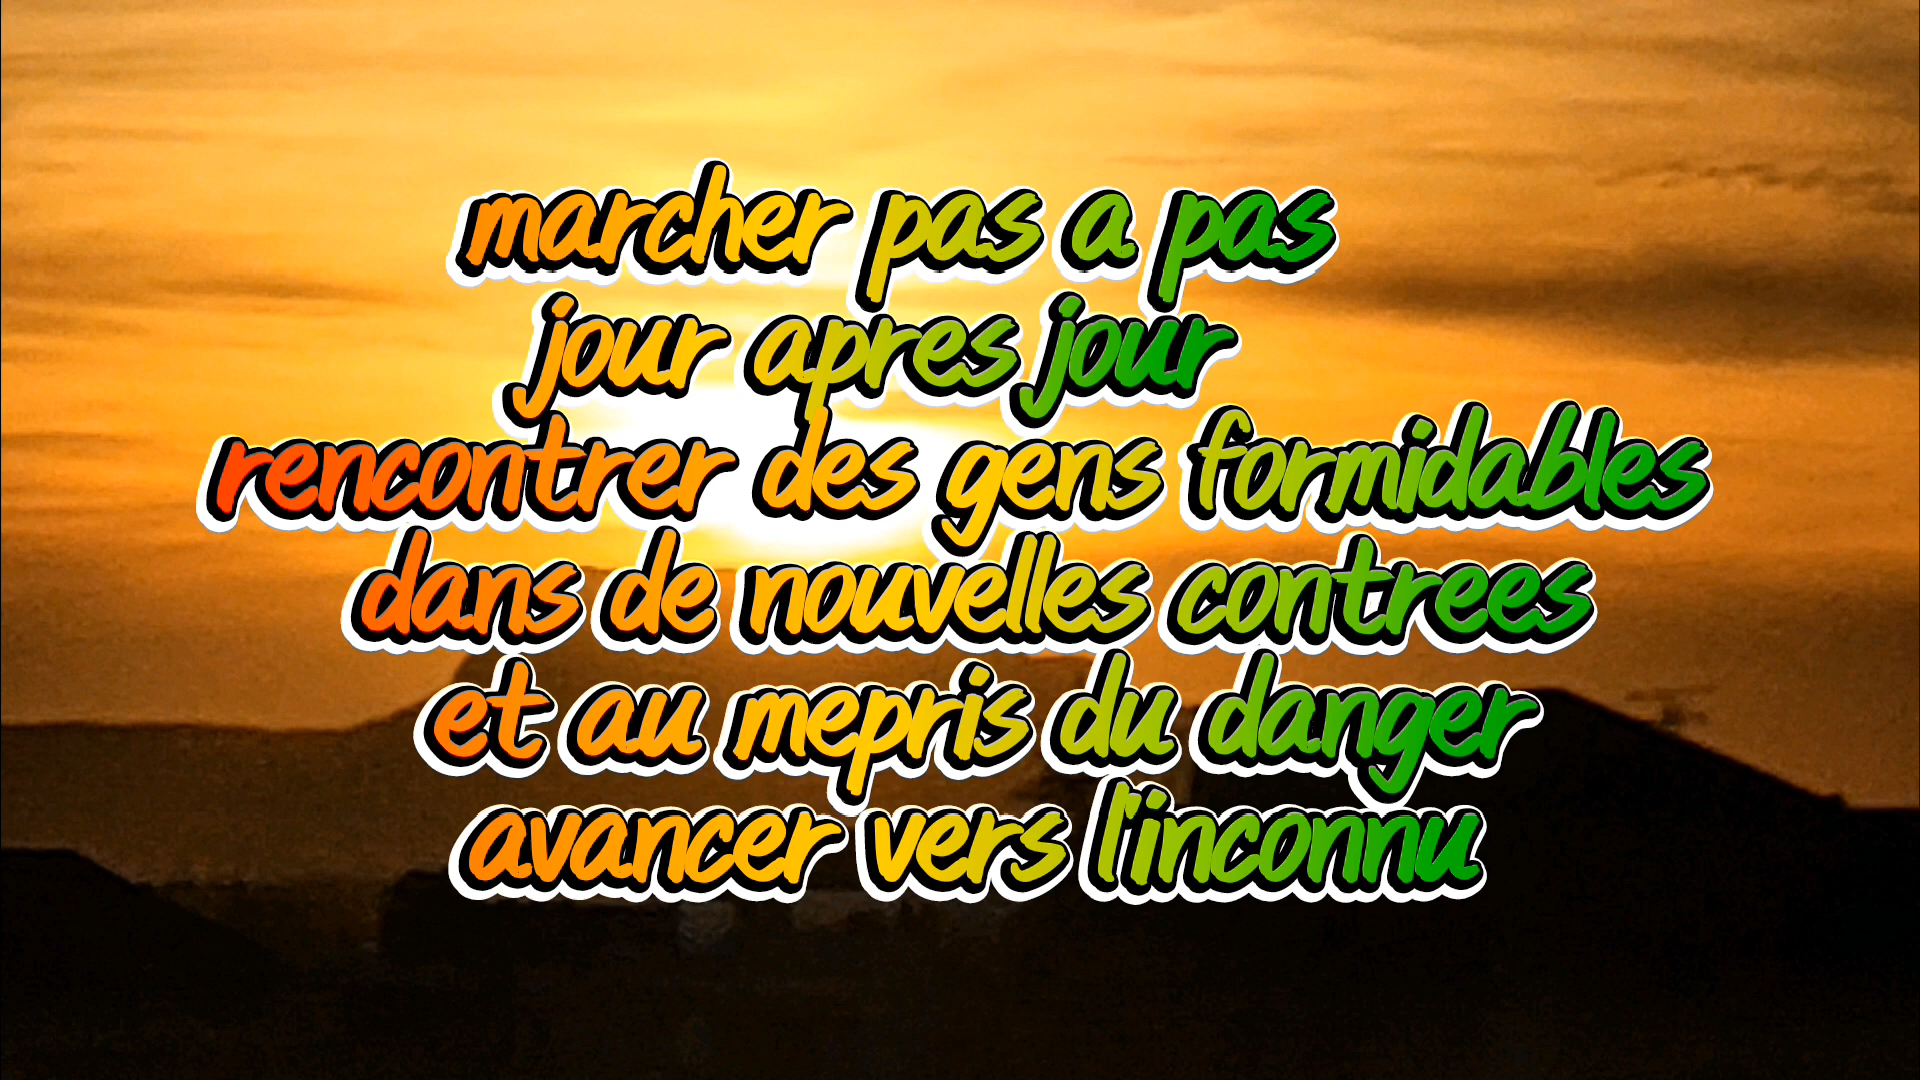 marcher pas a pas
jour apres jour
rencontrer des gens formidables
dans de nouvelles contrees
et au mepris du danger
avancer vers l'inconnu